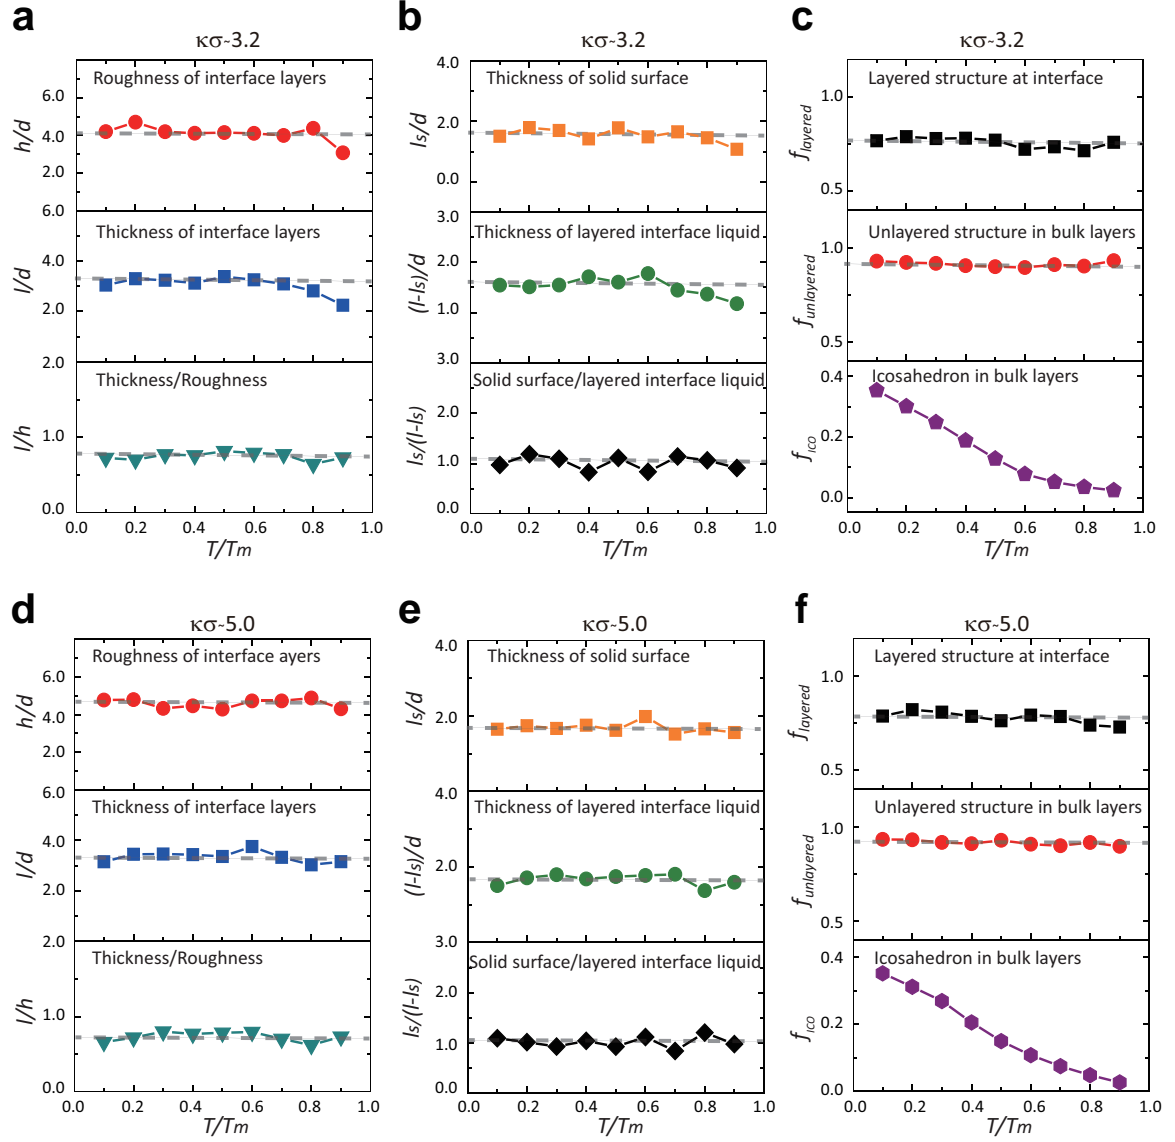 a
κσ~3.2
Roughness of interface layers
h/d
6.0
4.0
2.0
6.0
Thickness of interface layers
l/d
4.0
2.0
2.0
Thickness/Roughness
l/h
1.0
0.0
0.0 0.2 0.4 0.6 0.8 1.0
T/Tm
b
κσ~3.2
4.0
Thickness of solid surface
ls/d
2.0
0.0
3.0
Thickness of layered interface liquid
(l-ls)/d
2.0
1.0
3.0
Solid surface/layered interface liquid
ls/(l-ls)
2.0
1.0
0.0
0.0 0.2 0.4 0.6 0.8 1.0
T/Tm
c
κσ~3.2
Layered structure at interface
flayered
1.0
0.5
Unlayered structure in bulk layers
funlayered
1.0
0.5
Icosahedron in bulk layers
fico
0.4
0.2
0.0
0.0 0.2 0.4 0.6 0.8 1.0
T/Tm
d
κσ~5.0
Roughness of interface ayers
h/d
6.0
4.0
2.0
6.0
Thickness of interface layers
l/d
4.0
2.0
2.0
Thickness/Roughness
l/h
1.0
0.0
0.0 0.2 0.4 0.6 0.8 1.0
T/Tm
e
κσ~5.0
4.0
Thickness of solid surface
ls/d
2.0
4.0
Thickness of layered interface liquid
(l-ls)/d
2.0
3.0
Solid surface/layered interface liquid
ls/(l-ls)
2.0
1.0
0.0
0.0 0.2 0.4 0.6 0.8 1.0
T/Tm
f
κσ~5.0
Layered structure at interface
flayered
1.0
0.5
Unlayered structure in bulk layers
funlayered
1.0
0.5
Icosahedron in bulk layers
fico
0.4
0.2
0.0
0.0 0.2 0.4 0.6 0.8 1.0
T/Tm